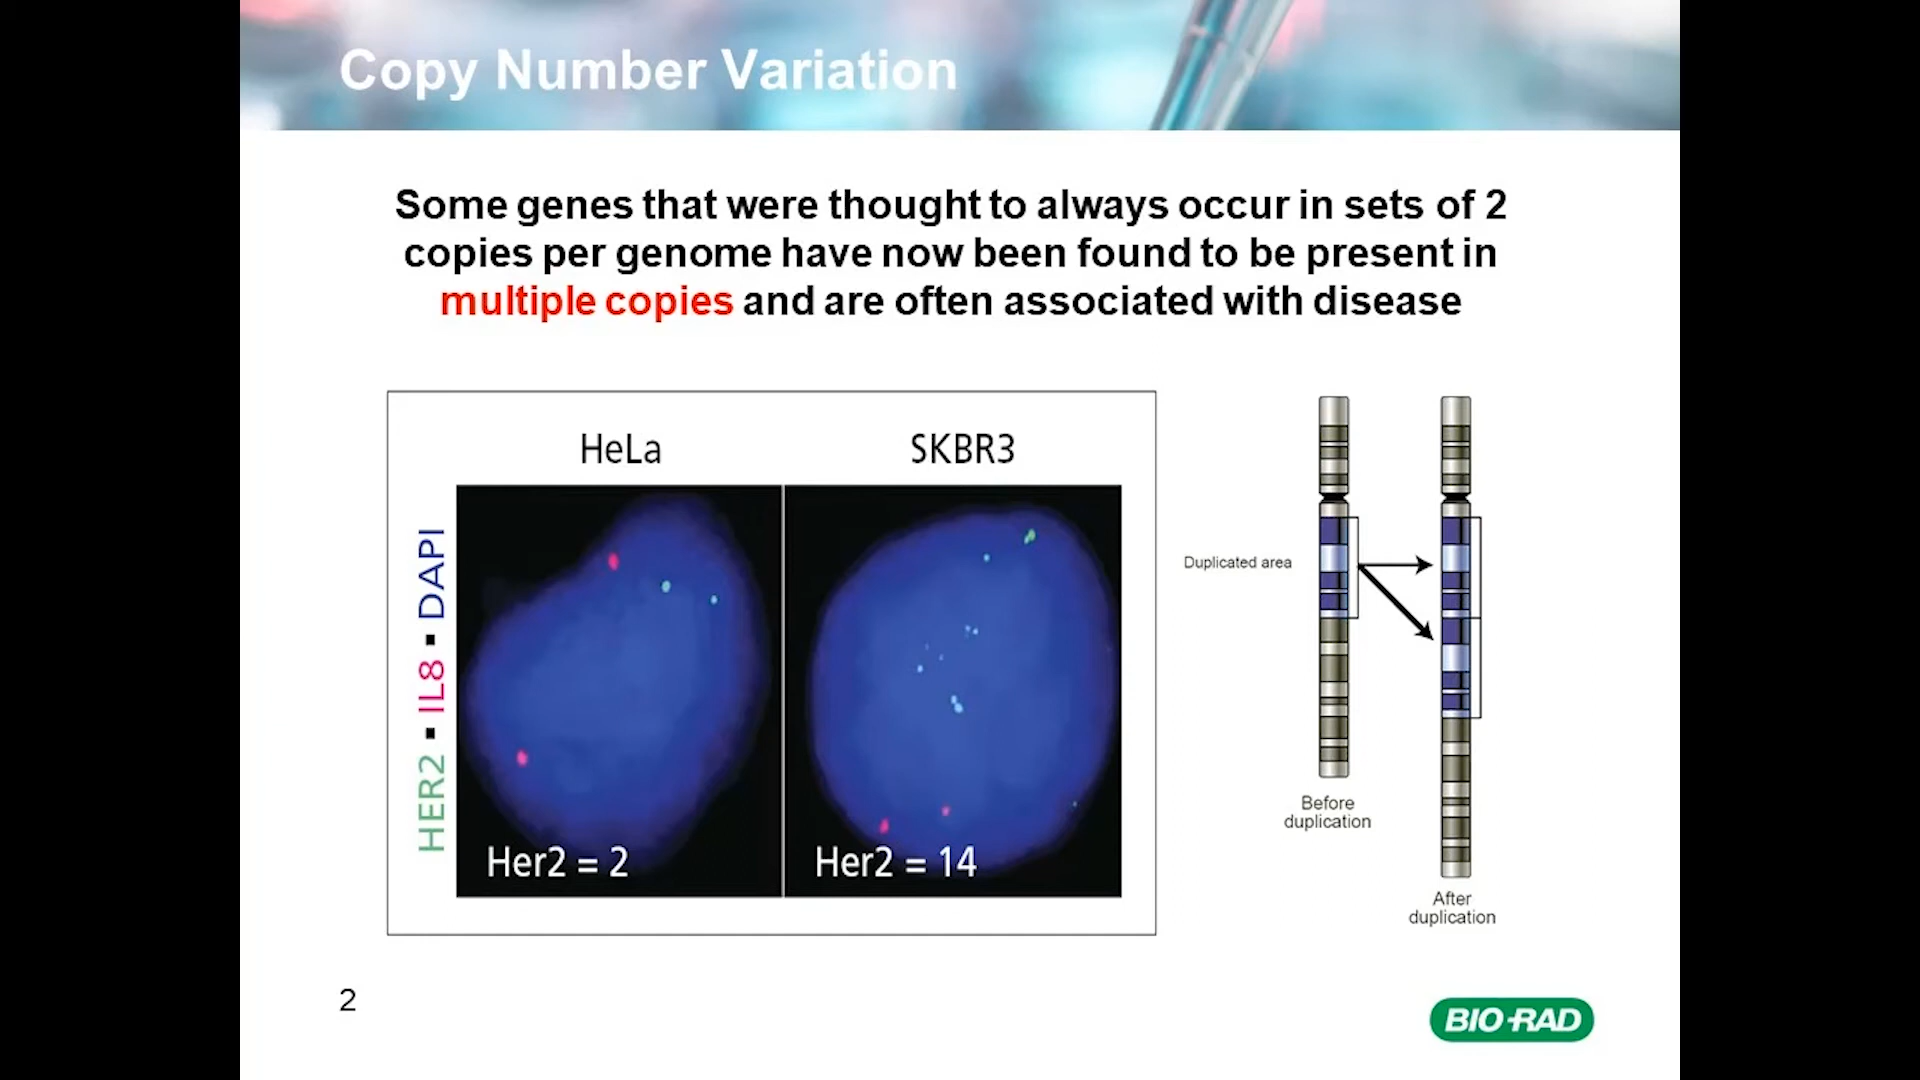 Copy Number Variation
Some genes that were thought to always occur in sets of 2
copies per genome have now been found to be present in
multiple copies and are often associated with disease
HeLa
SKBR3
HER2 ▪ IL8 ▪ DAPI
Her2 = 2
Her2 = 14
Duplicated area
Before
duplication
After
duplication
2
BIO-RAD